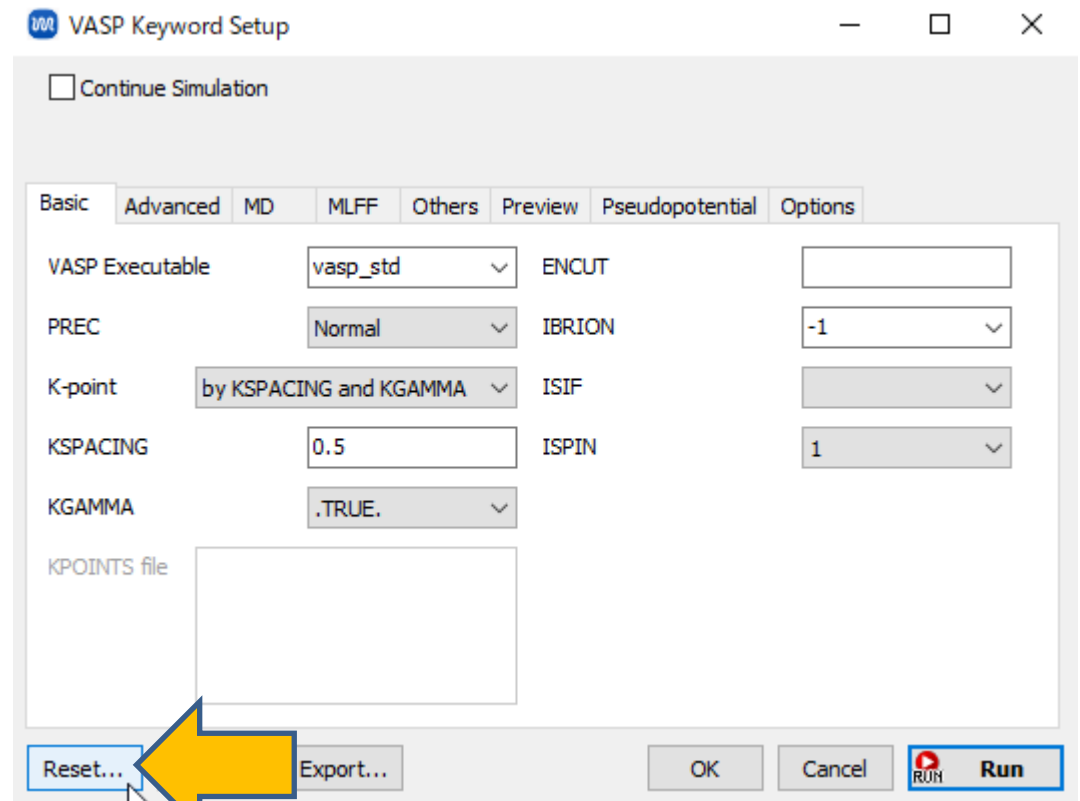 VASP Keyword Setup
Continue Simulation
Basic Advanced MD MLFF Others Preview Pseudopotential Options
VASP Executable vasp_std ENCUT
PREC Normal IBRION -1
K-point by KSPACING and KGAMMA ISIF
KSPACING 0.5 ISPIN 1
KGAMMA .TRUE.
KPOINTS file
Reset... Export... OK Cancel RUN Run